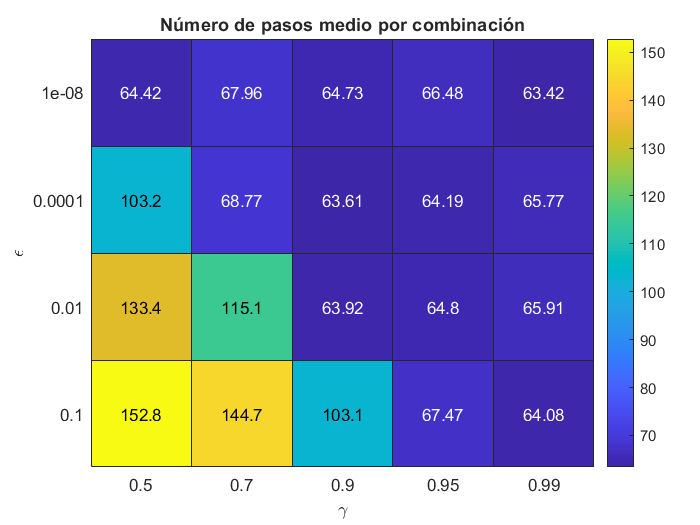 Número de pasos medio por combinación
1e-08 64.42 67.96 64.73 66.48 63.42
0.0001 103.2 68.77 63.61 64.19 65.77
0.01 133.4 115.1 63.92 64.8 65.91
0.1 152.8 144.7 103.1 67.47 64.08
0.5 0.7 0.9 0.95 0.99
ϵ
γ
150
140
130
120
110
100
90
80
70